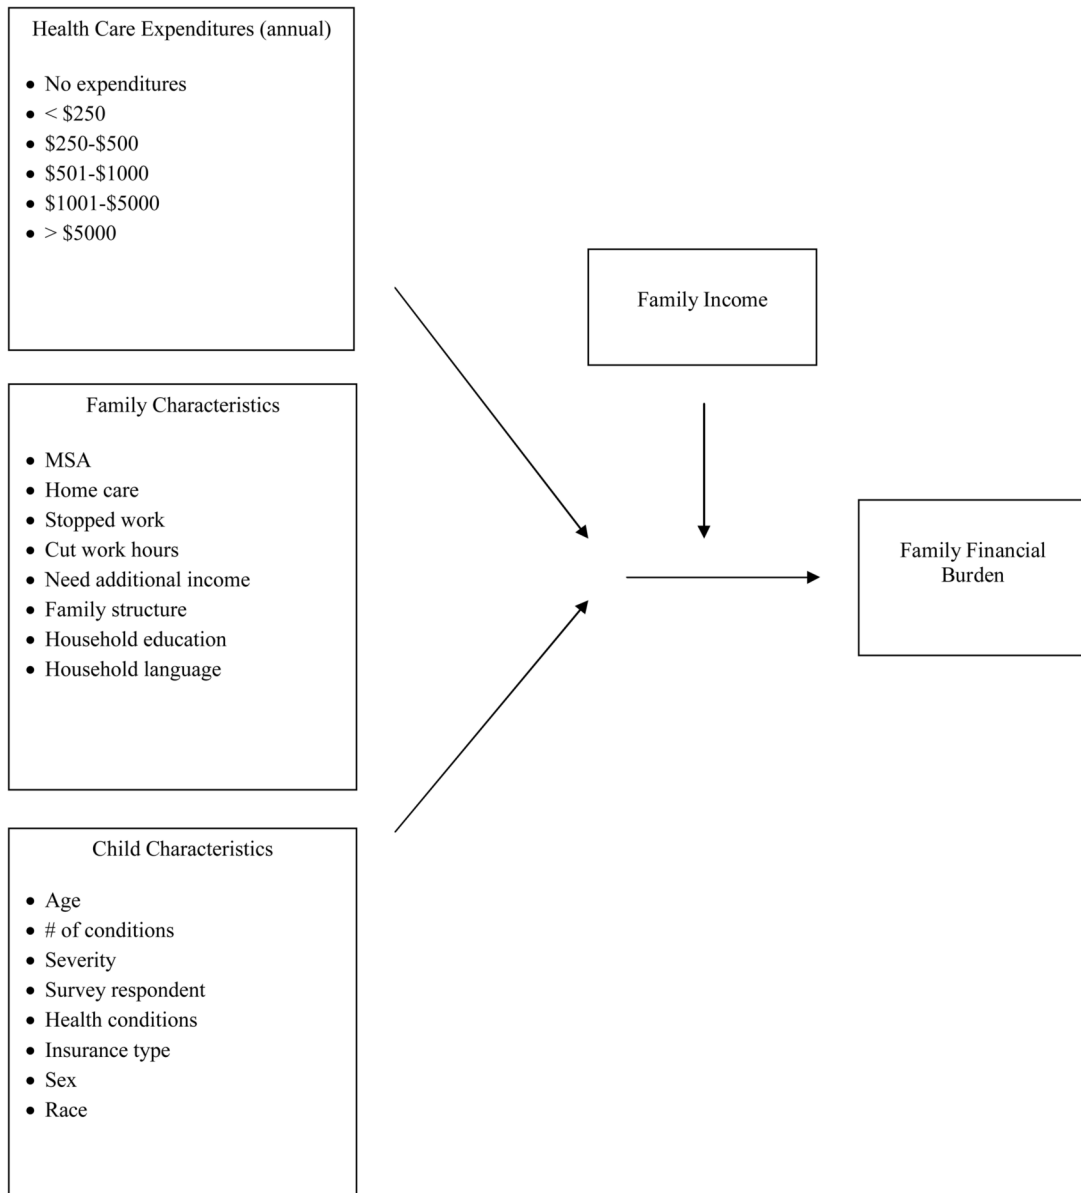 Health Care Expenditures (annual)
• No expenditures
• < $250
• $250-$500
• $501-$1000
• $1001-$5000
• > $5000
Family Income
Family Characteristics
• MSA
• Home care
• Stopped work
• Cut work hours
• Need additional income
• Family structure
• Household education
• Household language
Family Financial
Burden
Child Characteristics
• Age
• # of conditions
• Severity
• Survey respondent
• Health conditions
• Insurance type
• Sex
• Race